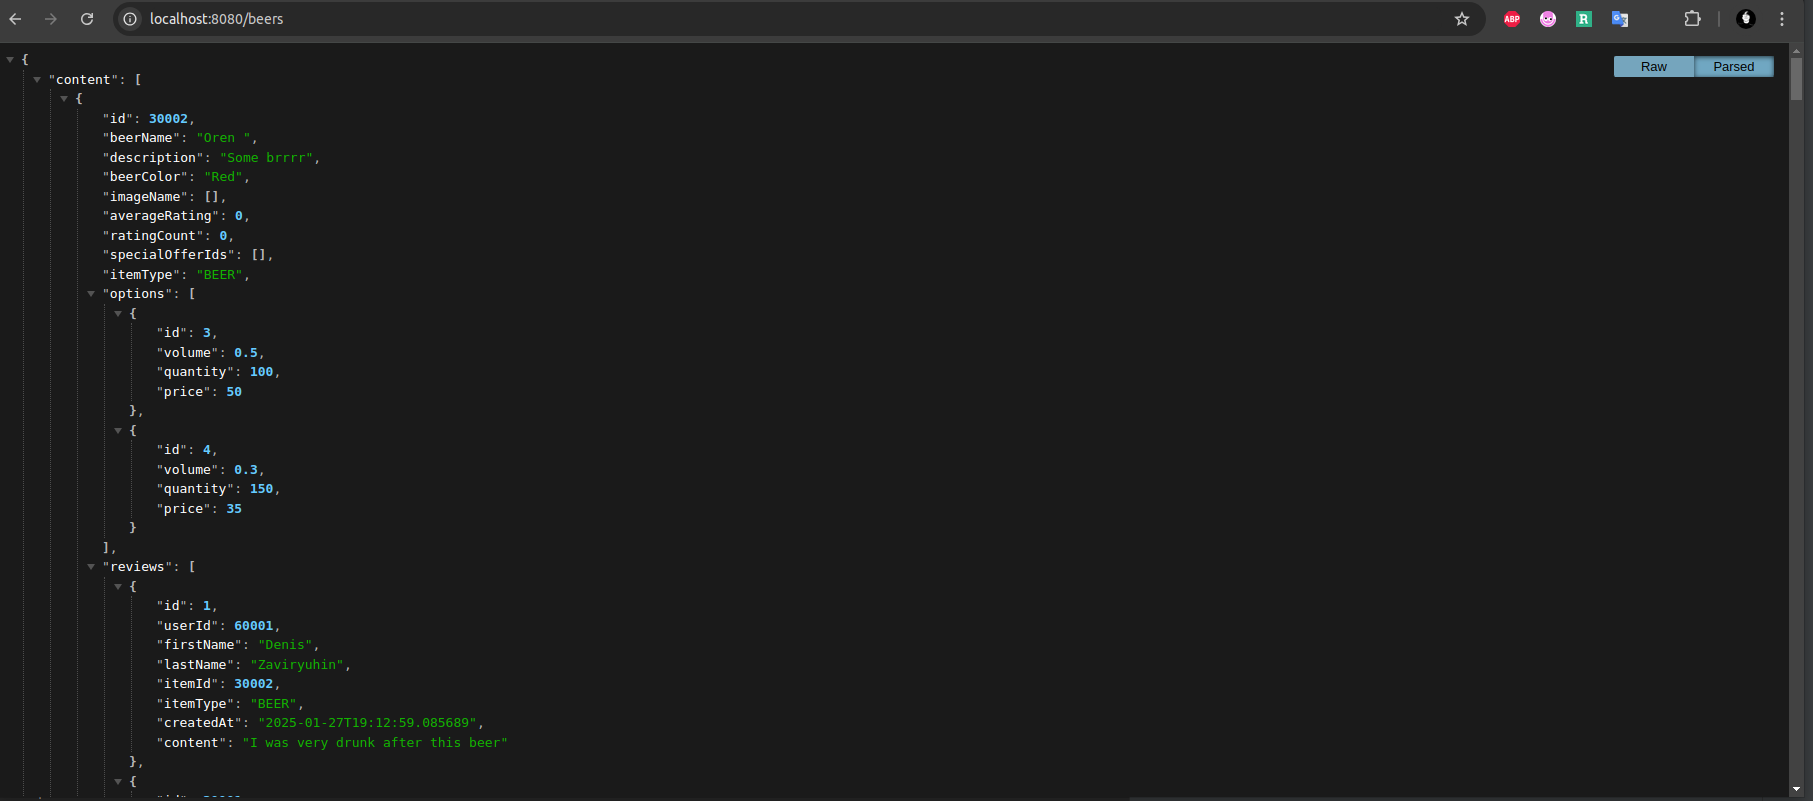 localhost:8080/beers
ABP
R
G
Raw Parsed
{
"content": [
{
"id": 30002,
"beerName": "Oren ",
"description": "Some brrrr",
"beerColor": "Red",
"imageName": [],
"averageRating": 0,
"ratingCount": 0,
"specialOfferIds": [],
"itemType": "BEER",
"options": [
{
"id": 3,
"volume": 0.5,
"quantity": 100,
"price": 50
},
{
"id": 4,
"volume": 0.3,
"quantity": 150,
"price": 35
}
],
"reviews": [
{
"id": 1,
"userId": 60001,
"firstName": "Denis",
"lastName": "Zaviryuhin",
"itemId": 30002,
"itemType": "BEER",
"createdAt": "2025-01-27T19:12:59.085689",
"content": "I was very drunk after this beer"
},
{